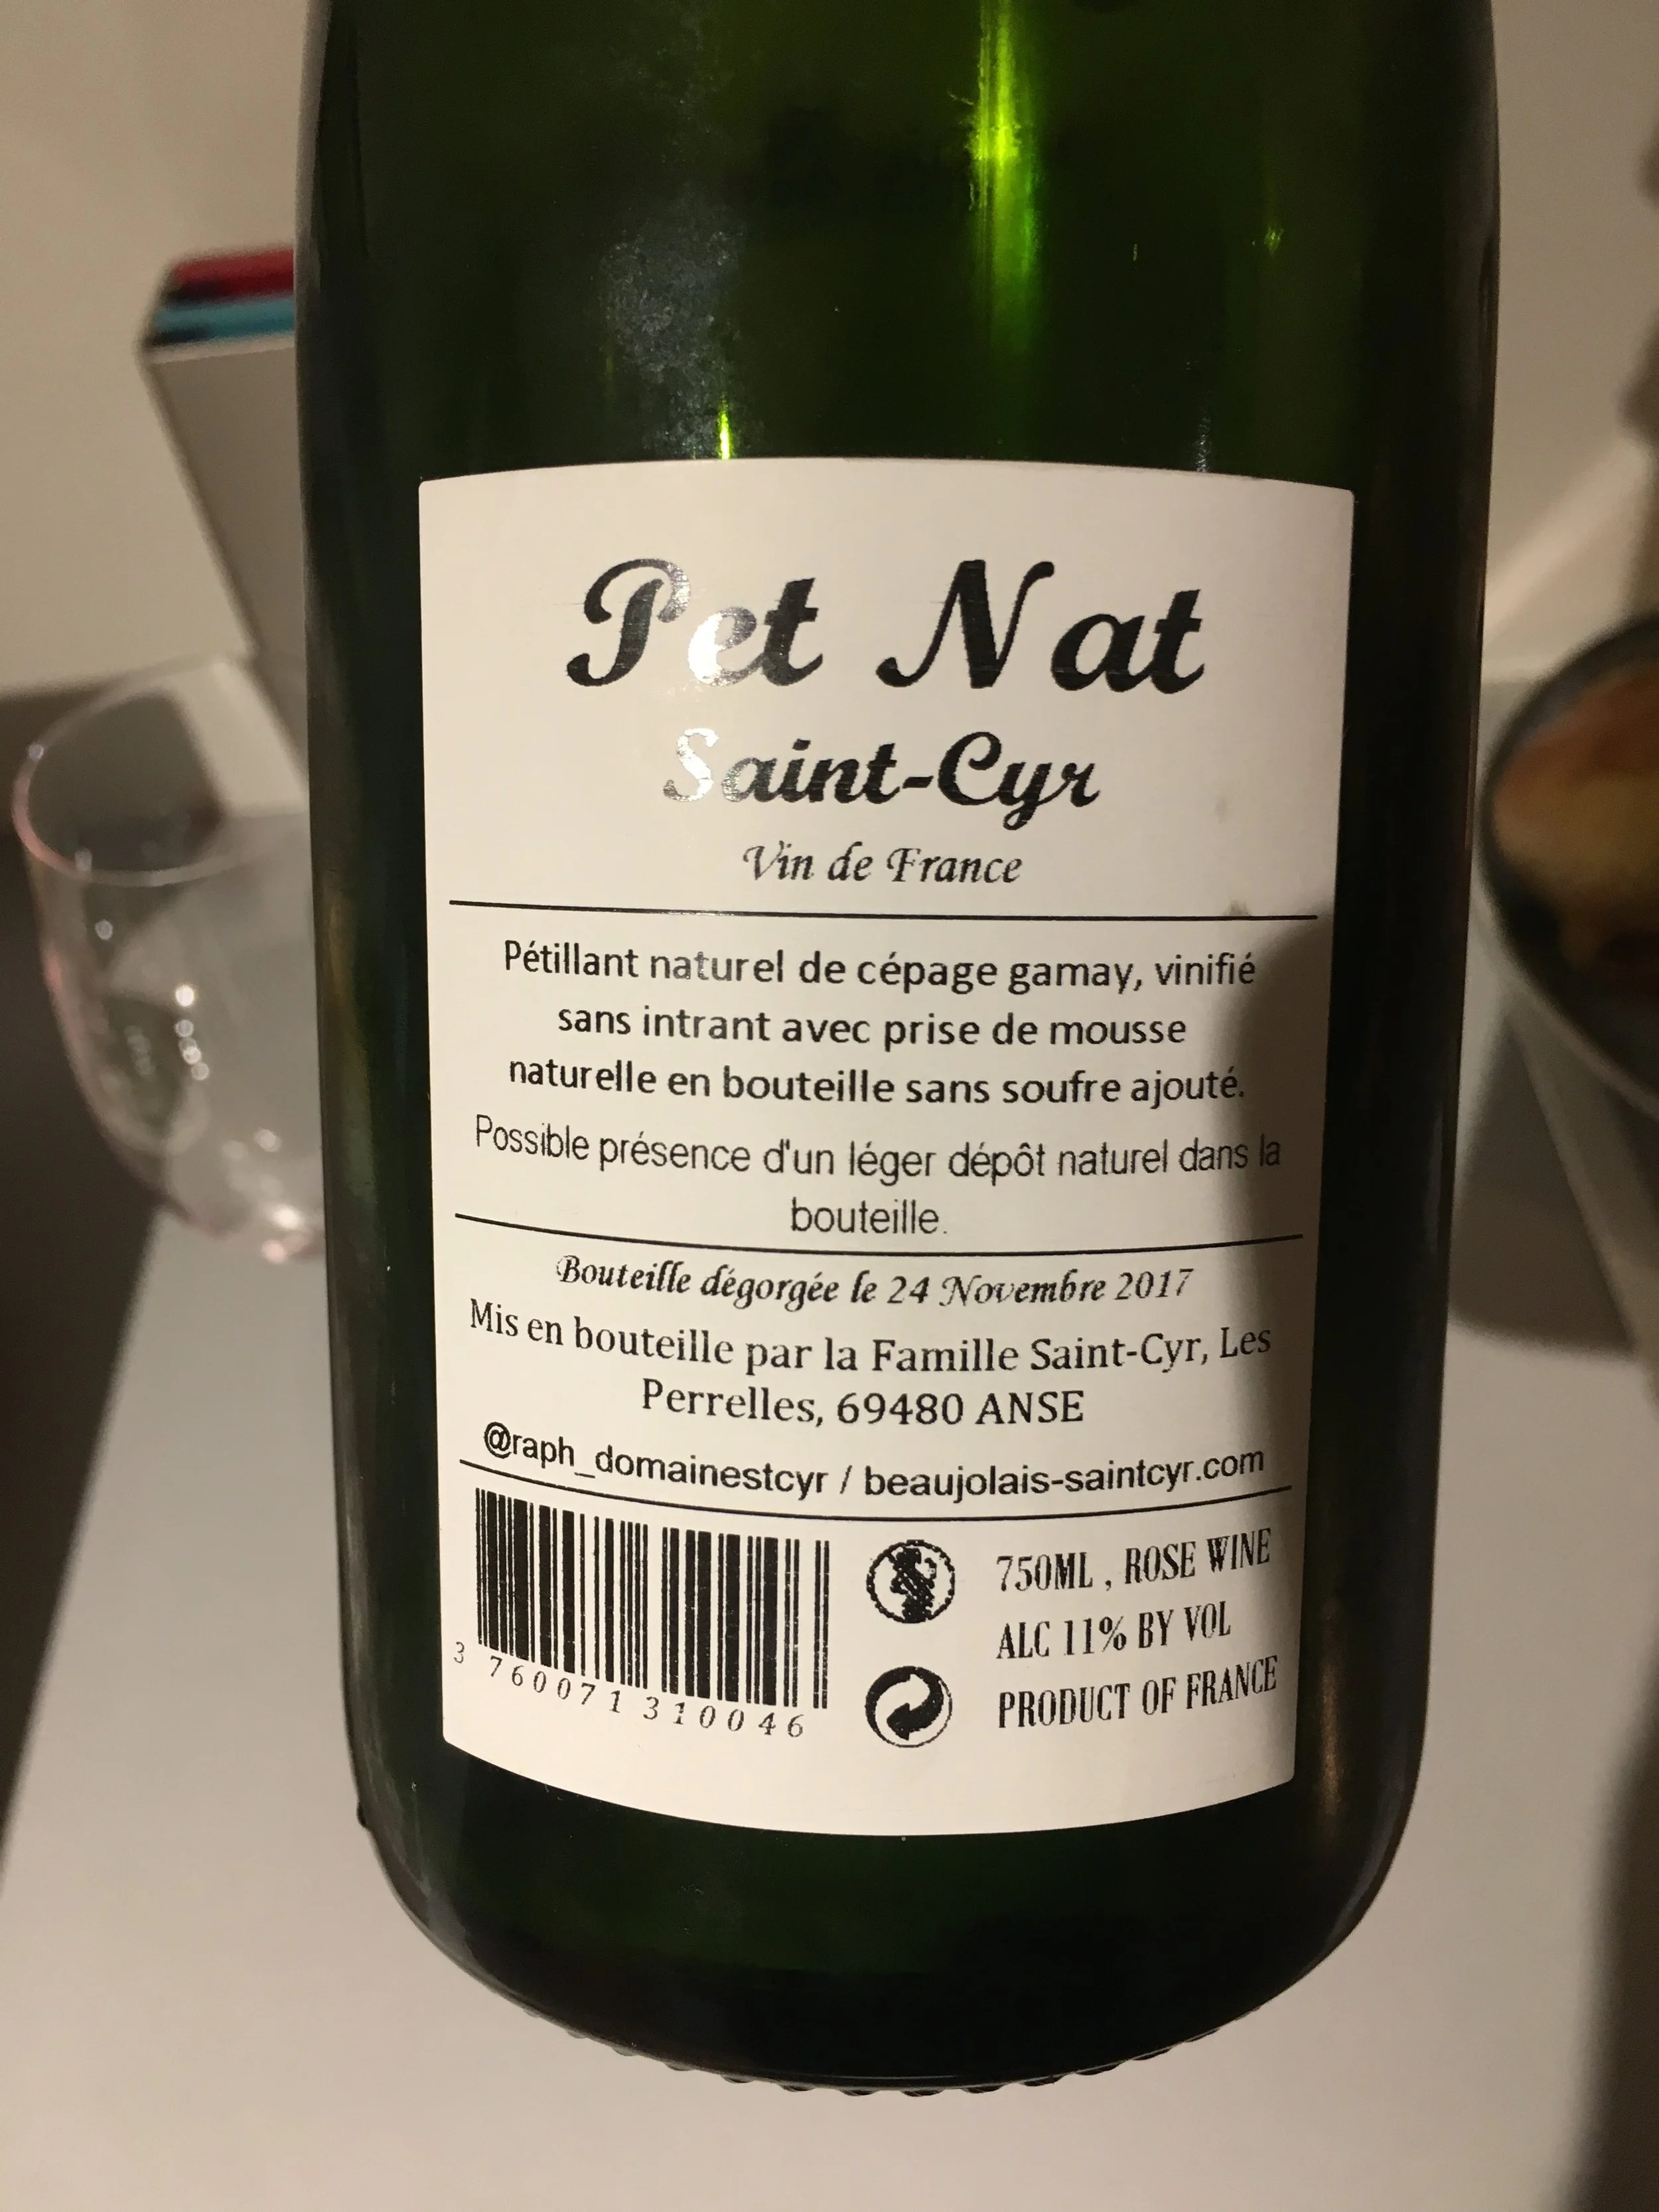 Pet Nat
Saint-Cyr
Vin de France
Pétillant naturel de cépage gamay, vinifié
sans intrant avec prise de mousse
naturelle en bouteille sans soufre ajouté.
Possible présence d'un léger dépôt naturel dans la
bouteille.
Bouteille dégorgée le 24 Novembre 2017
Mis en bouteille par la Famille Saint-Cyr, Les
Perrelles, 69480 ANSE
@raph_domainestcyr / beaujolais-saintcyr.com
750ML , ROSE WINE
ALC 11% BY VOL
PRODUCT OF FRANCE
3 760071 310046